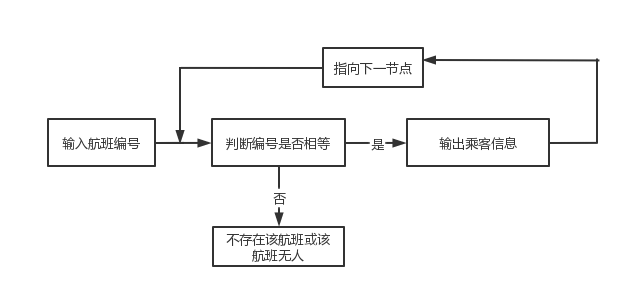 指向下一节点
输入航班编号
判断编号是否相等
是
输出乘客信息
否
不存在该航班或该
航班无人